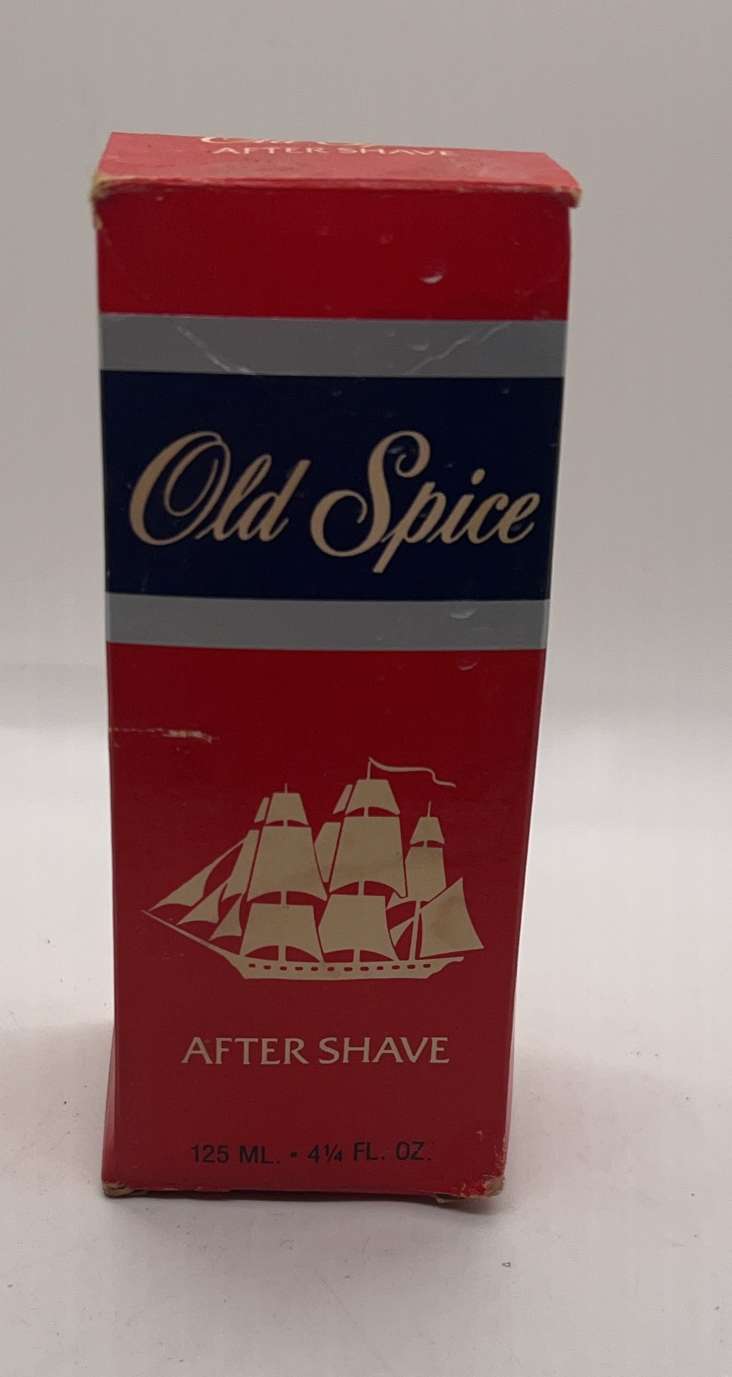 AFTER SHAVE
Old Spice
AFTER SHAVE
125 ML. • 4¼ FL. OZ.